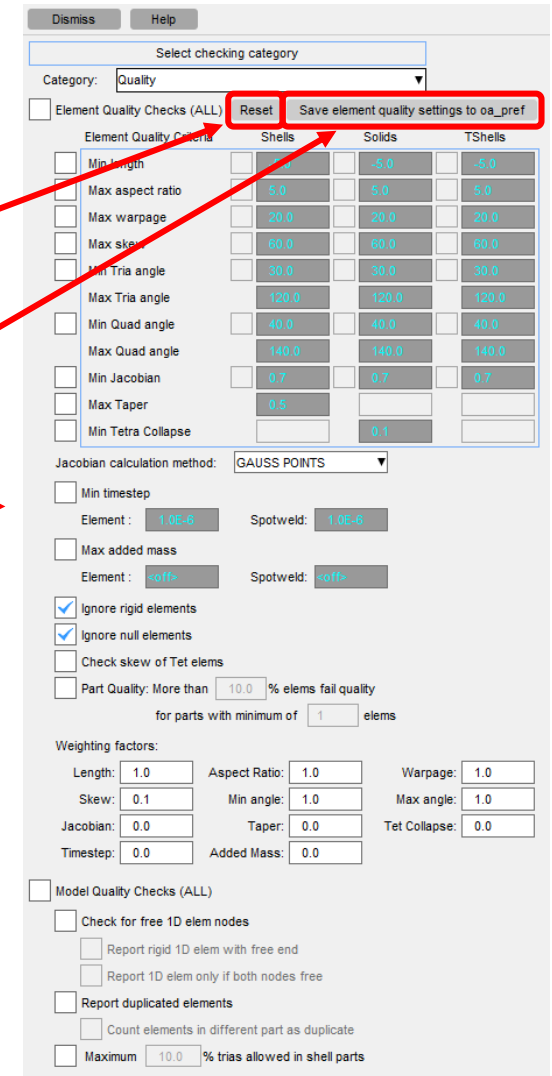 Dismiss Help
Select checking category
Category: Quality
Element Quality Checks (ALL) Reset Save element quality settings to oa_pref
Element Quality Criteria Shells Solids TShells
Min length -5.0 -5.0
Max aspect ratio 5.0 5.0 5.0
Max warpage 20.0 20.0 20.0
Max skew 60.0 60.0 60.0
Min Tria angle 30.0 30.0 30.0
Max Tria angle 120.0 120.0 120.0
Min Quad angle 40.0 40.0 40.0
Max Quad angle 140.0 140.0 140.0
Min Jacobian 0.7 0.7 0.7
Max Taper 0.5
Min Tetra Collapse 0.1
Jacobian calculation method: GAUSS POINTS
Min timestep
Element : 1.0E-6 Spotweld: 1.0E-6
Max added mass
Element : <off> Spotweld: <off>
Ignore rigid elements
Ignore null elements
Check skew of Tet elems
Part Quality: More than 10.0 % elems fail quality
for parts with minimum of 1 elems
Weighting factors:
Length: 1.0 Aspect Ratio: 1.0 Warpage: 1.0
Skew: 0.1 Min angle: 1.0 Max angle: 1.0
Jacobian: 0.0 Taper: 0.0 Tet Collapse: 0.0
Timestep: 0.0 Added Mass: 0.0
Model Quality Checks (ALL)
Check for free 1D elem nodes
Report rigid 1D elem with free end
Report 1D elem only if both nodes free
Report duplicated elements
Count elements in different part as duplicate
Maximum 10.0 % trias allowed in shell parts